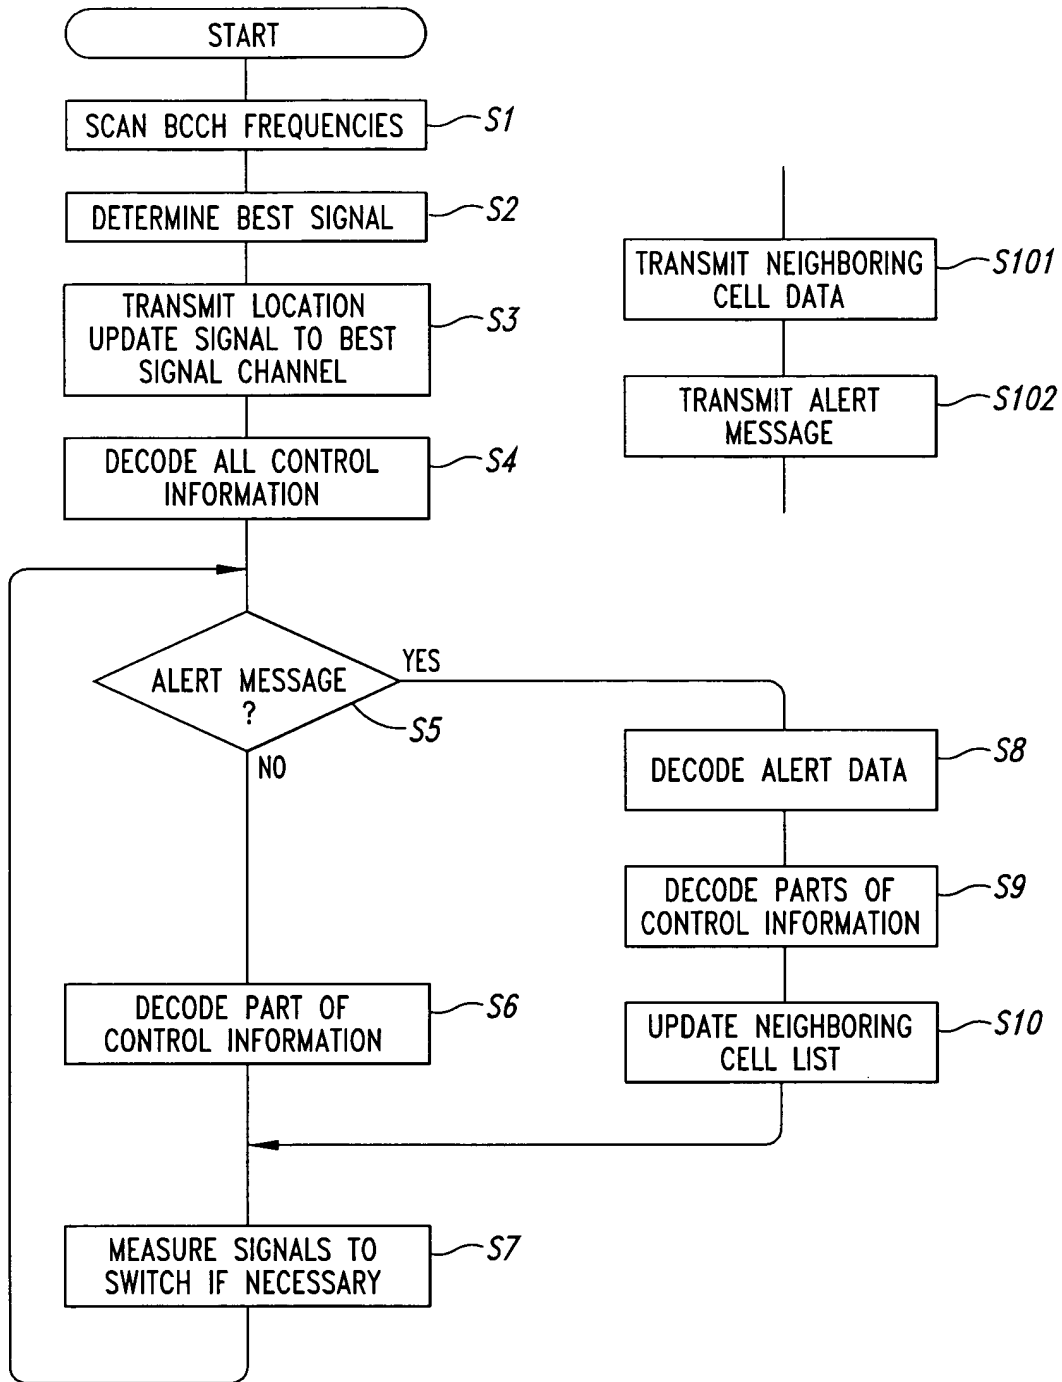 START
SCAN BCCH FREQUENCIES
S1
DETERMINE BEST SIGNAL
S2
TRANSMIT LOCATION
UPDATE SIGNAL TO BEST
SIGNAL CHANNEL
S3
DECODE ALL CONTROL
INFORMATION
S4
TRANSMIT NEIGHBORING
CELL DATA
S101
TRANSMIT ALERT
MESSAGE
S102
ALERT MESSAGE
?
S5
YES
NO
DECODE PART OF
CONTROL INFORMATION
S6
DECODE ALERT DATA
S8
DECODE PARTS OF
CONTROL INFORMATION
S9
UPDATE NEIGHBORING
CELL LIST
S10
MEASURE SIGNALS TO
SWITCH IF NECESSARY
S7